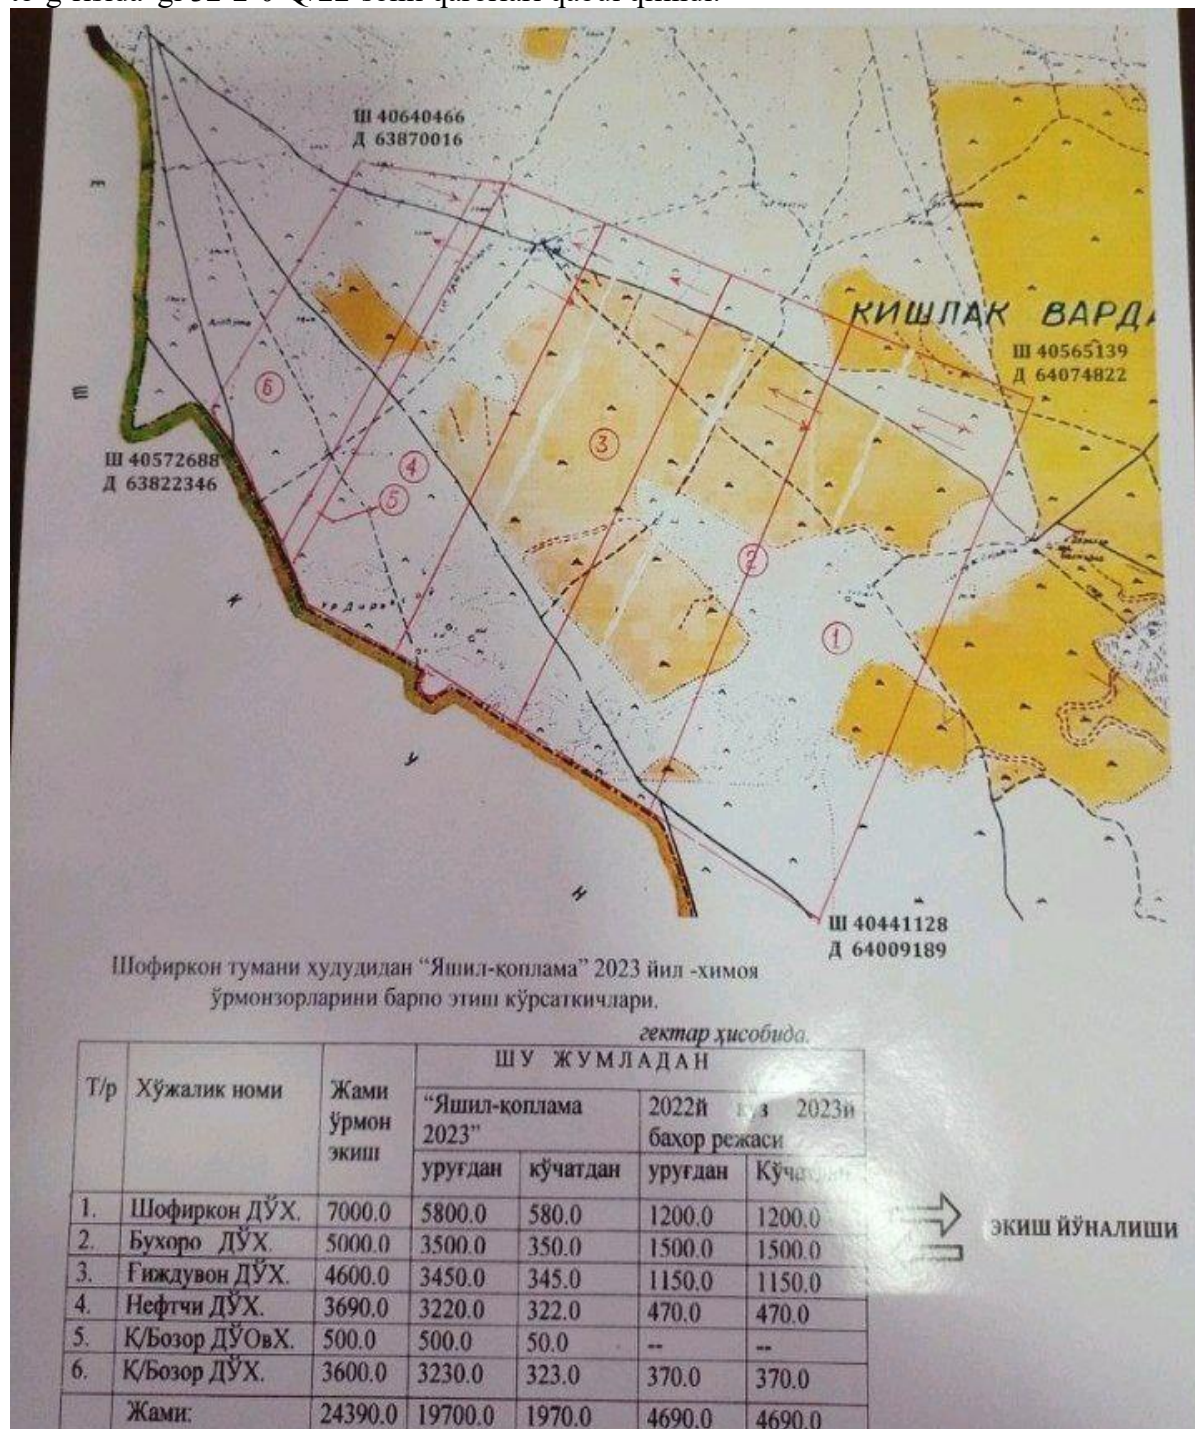 Ш 40640466
Д 63870016
КИШЛАК ВАРДА
Ш 40565139
Д 64074822
6
Ш 40572688
Д 63822346
3
4
5
2
1
Ш 40441128
Д 64009189
Шофиркон тумани худудидан “Яшил-қоплама” 2023 йил -химоя
ўрмонзорларини барпо этиш кўрсаткичлари.
гектар ҳисобида.
Т/р Хўжалик номи Жами ўрмон экиш ШУ ЖУМЛАДАН
“Яшил-қоплама 2023” 2022й куз 2023й бахор режаси
уруғдан кўчатдан уруғдан Кўчатдан
1. Шофиркон ДЎХ. 7000.0 5800.0 580.0 1200.0 1200.0
2. Бухоро ДЎХ. 5000.0 3500.0 350.0 1500.0 1500.0
3. Ғиждувон ДЎХ. 4600.0 3450.0 345.0 1150.0 1150.0
4. Нефтчи ДЎХ. 3690.0 3220.0 322.0 470.0 470.0
5. Қ/Бозор ДЎОвХ. 500.0 500.0 50.0 -- --
6. Қ/Бозор ДЎХ. 3600.0 3230.0 323.0 370.0 370.0
Жами: 24390.0 19700.0 1970.0 4690.0 4690.0
ЭКИШ ЙЎНАЛИШИ